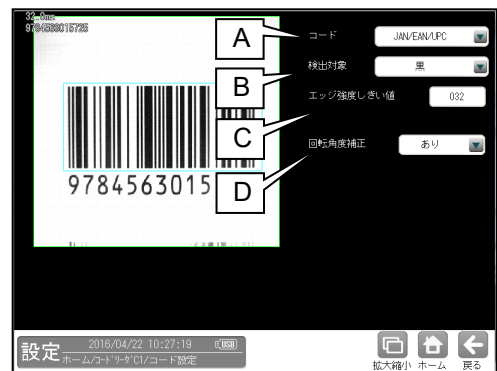 32.0ms
9784563015725
A
コード
JAN/EAN/UPC
B
検出対象
黒
C
エッジ強度しきい値
032
D
回転角度補正
あり
9784563015
設定
2016/04/22 10:27:19
USB
ホーム/コードリーダC1/コード設定
拡大縮小
ホーム
戻る